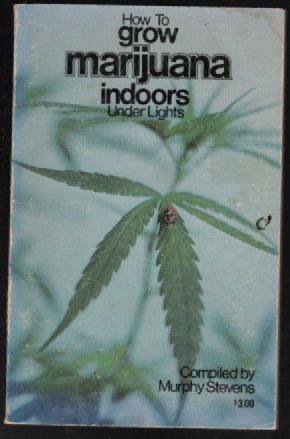 How To
grow
marijuana
indoors
Under Lights
Compiled by
Murphy Stevens
$3.00